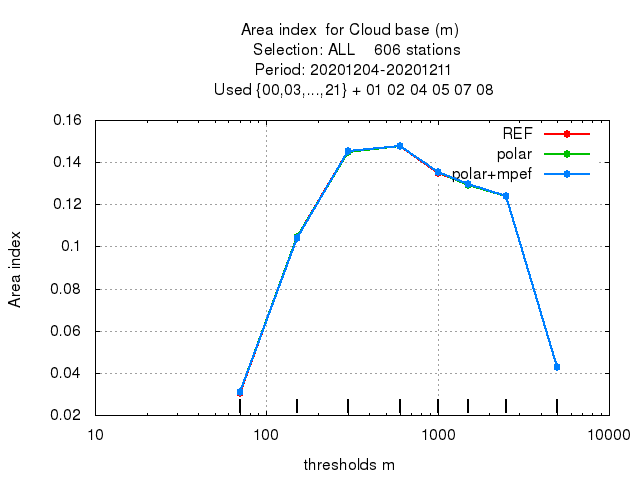 Area index  for Cloud base (m)
Selection: ALL    606 stations
Period: 20201204-20201211
Used {00,03,...,21} + 01 02 04 05 07 08
0.16
0.14
0.12
0.1
0.08
0.06
0.04
0.02
Area index
REF
polar
polar+mpef
10
100
1000
10000
thresholds m